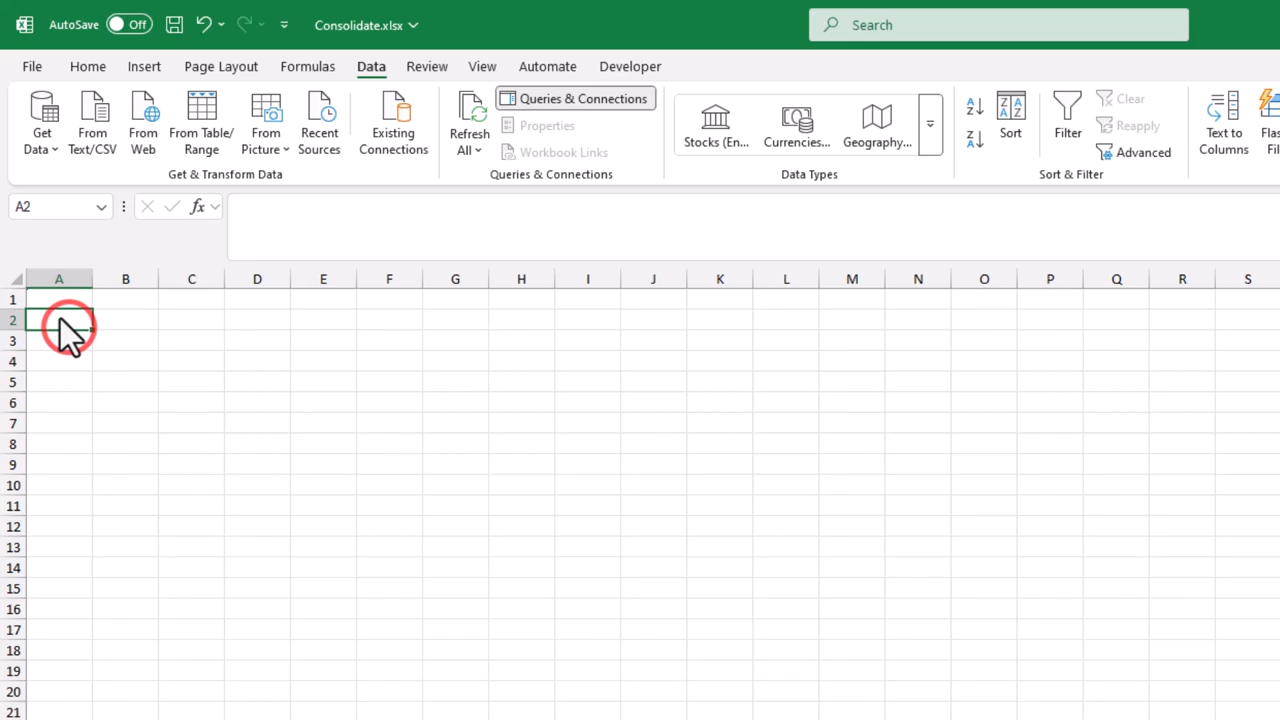 AutoSave Off Consolidate.xlsx Search
File Home Insert Page Layout Formulas Data Review View Automate Developer
Get Data From Text/CSV From Web From Table/ Range From Picture Recent Sources Existing Connections
Get & Transform Data
Refresh All Queries & Connections
Properties
Workbook Links
Queries & Connections
Stocks (En... Currencies... Geography...
Data Types
Sort Filter Clear
Reapply
Advanced
Sort & Filter
Text to Columns
A2 fx
A B C D E F G H I J K L M N O P Q R S
1
2
3
4
5
6
7
8
9
10
11
12
13
14
15
16
17
18
19
20
21